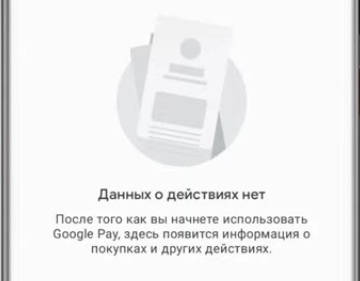 Данных о действиях нет
После того как вы начнете использовать
Google Pay, здесь появится информация о
покупках и других действиях.